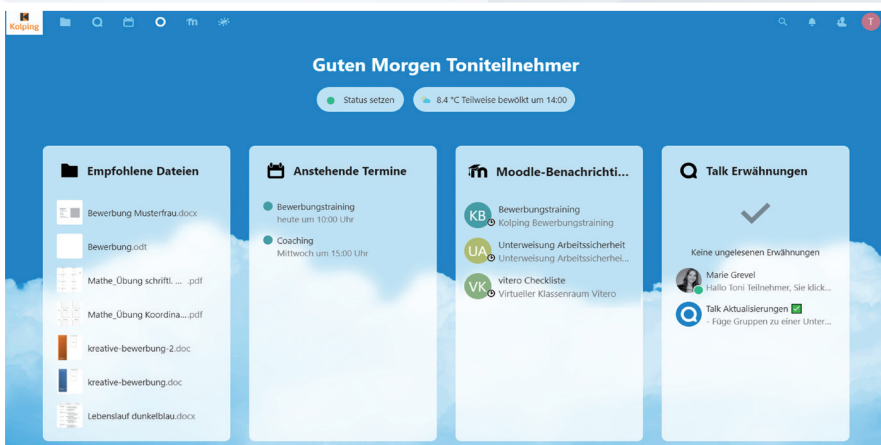 Kolping
T
Guten Morgen Toniteilnehmer
Status setzen
8.4 °C Teilweise bewölkt um 14:00
Empfohlene Dateien
Bewerbung Musterfrau.docx
Bewerbung.odt
Mathe_Übung schriftl. ... .pdf
Mathe_Übung Koordina....pdf
kreative-bewerbung-2.doc
kreative-bewerbung.doc
Lebenslauf dunkelblau.docx
Anstehende Termine
Bewerbungstraining
heute um 10:00 Uhr
Coaching
Mittwoch um 15:00 Uhr
Moodle-Benachrichti...
KB
Bewerbungstraining
Kolping Bewerbungstraining
UA
Unterweisung Arbeitssicherheit
Unterweisung Arbeitssicherhei...
VK
vitero Checkliste
Virtueller Klassenraum Vitero
Talk Erwähnungen
Keine ungelesenen Erwähnungen
Marie Grevel
Hallo Toni Teilnehmer, Sie klick...
Talk Aktualisierungen ✅
- Füge Gruppen zu einer Unter...